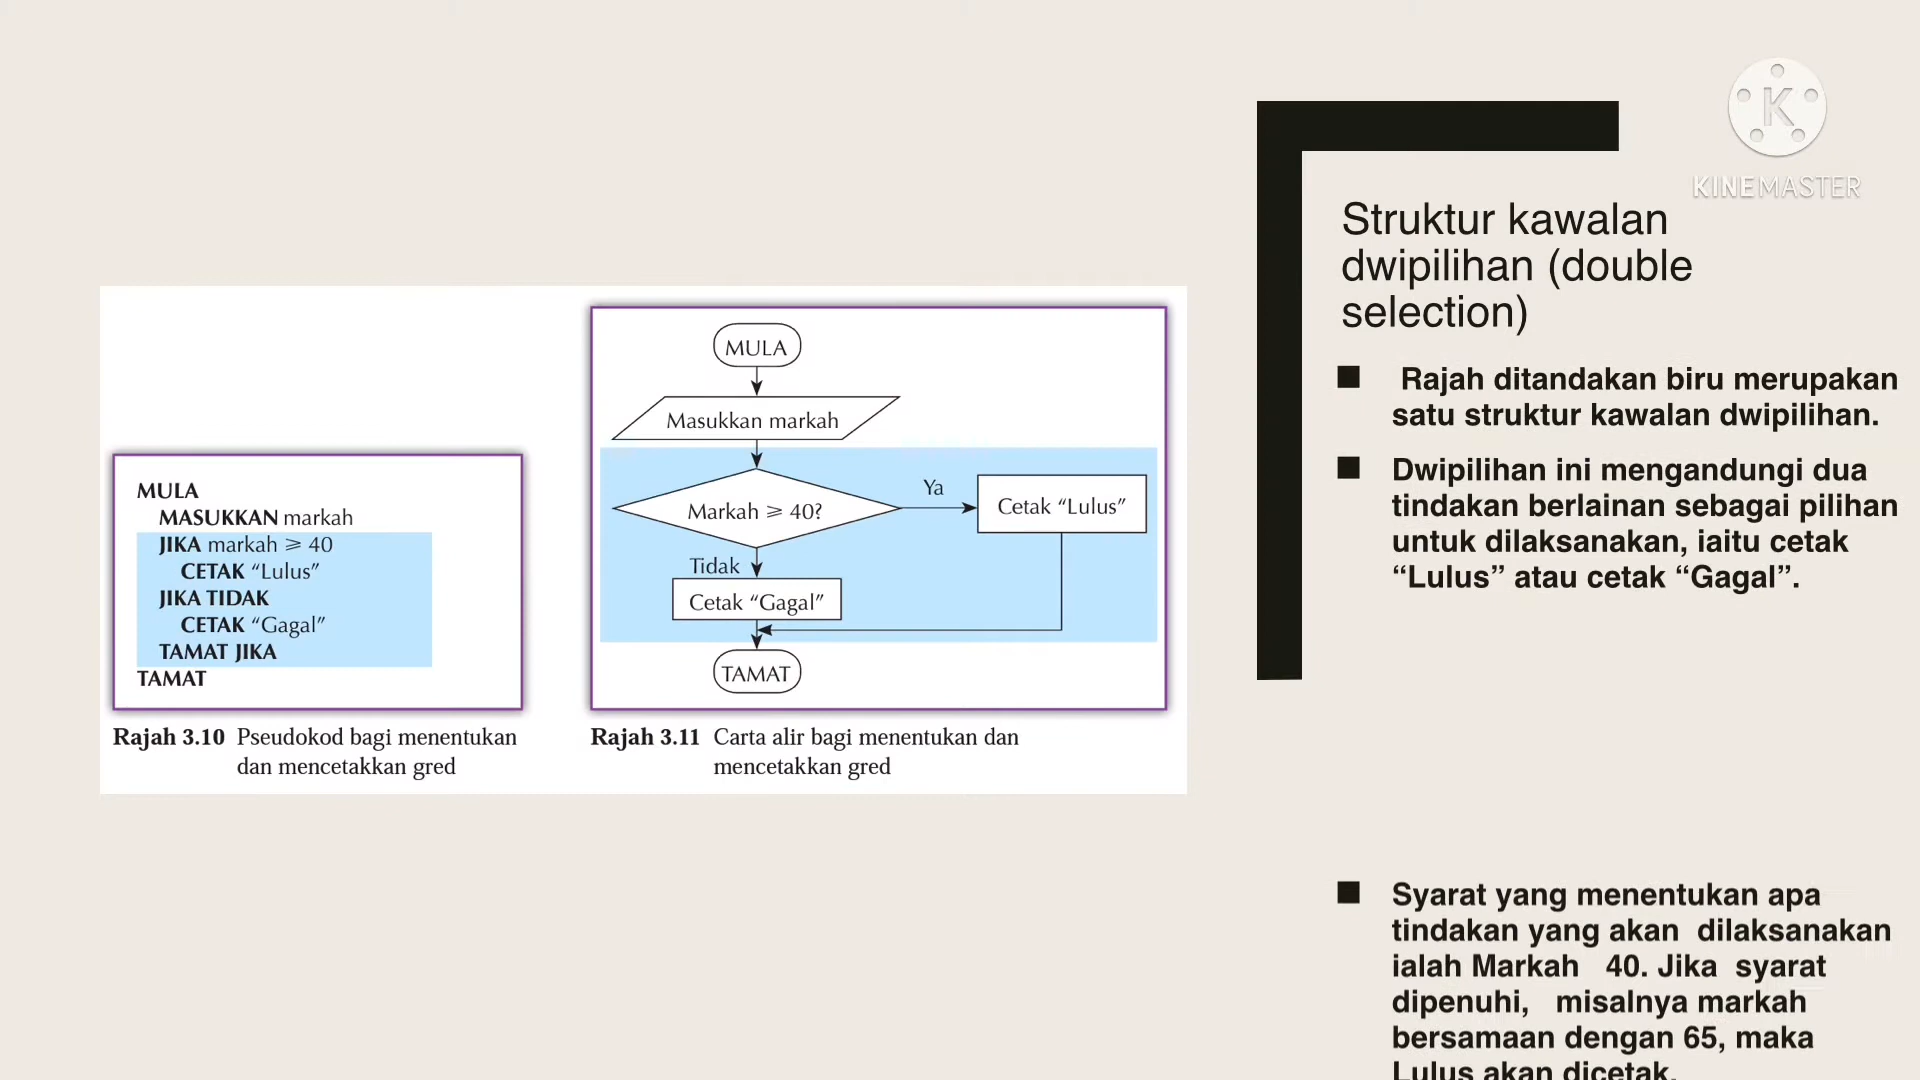 KINEMASTER
Struktur kawalan
dwipilihan (double
selection)
■ Rajah ditandakan biru merupakan
satu struktur kawalan dwipilihan.
■ Dwipilihan ini mengandungi dua
tindakan berlainan sebagai pilihan
untuk dilaksanakan, iaitu cetak
“Lulus” atau cetak “Gagal”.
■ Syarat yang menentukan apa
tindakan yang akan dilaksanakan
ialah Markah 40. Jika syarat
dipenuhi, misalnya markah
bersamaan dengan 65, maka
Lulus akan dicetak.
MULA
MASUKKAN markah
JIKA markah ⩾ 40
CETAK “Lulus”
JIKA TIDAK
CETAK “Gagal”
TAMAT JIKA
TAMAT
Rajah 3.10 Pseudokod bagi menentukan
dan mencetakkan gred
MULA
Masukkan markah
Markah ⩾ 40?
Ya
Cetak “Lulus”
Tidak
Cetak “Gagal”
TAMAT
Rajah 3.11 Carta alir bagi menentukan dan
mencetakkan gred